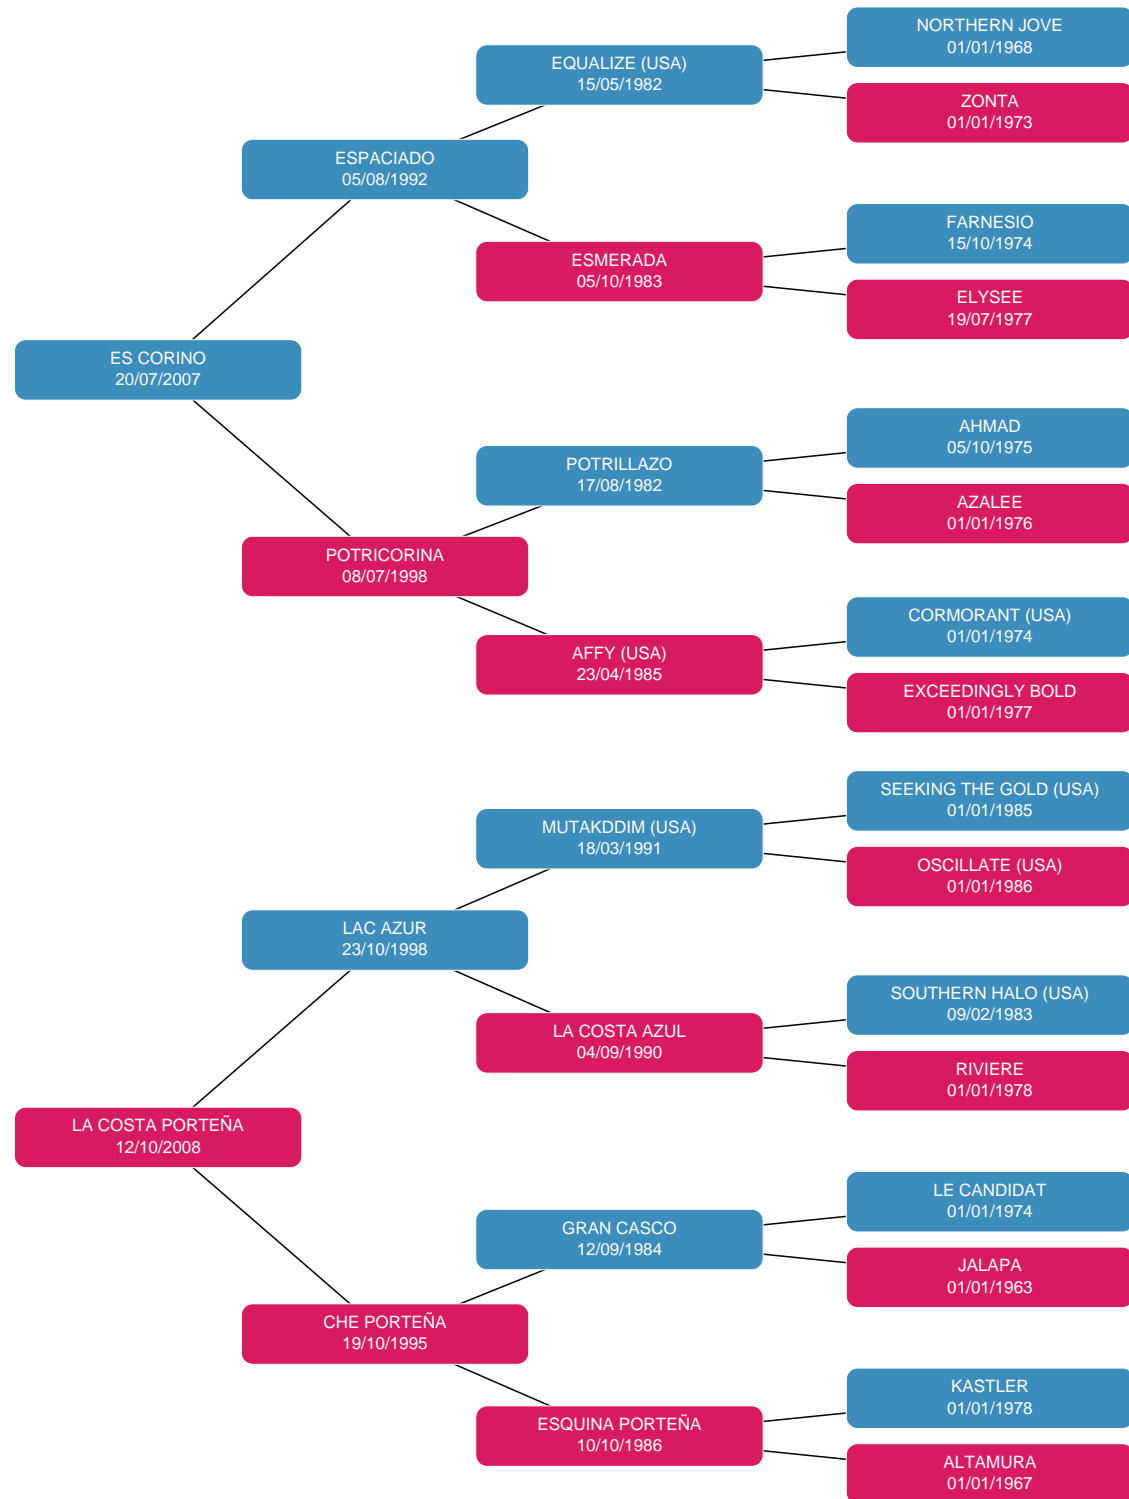 NORTHERN JOVE
01/01/1968
EQUALIZE (USA)
15/05/1982
ZONTA
01/01/1973
ESPACIADO
05/08/1992
FARNESIO
15/10/1974
ESMERADA
05/10/1983
ELYSEE
19/07/1977
ES CORINO
20/07/2007
AHMAD
05/10/1975
POTRILLAZO
17/08/1982
AZALEE
01/01/1976
POTRICORINA
08/07/1998
CORMORANT (USA)
01/01/1974
AFFY (USA)
23/04/1985
EXCEEDINGLY BOLD
01/01/1977
SEEKING THE GOLD (USA)
01/01/1985
MUTAKDDIM (USA)
18/03/1991
OSCILLATE (USA)
01/01/1986
LAC AZUR
23/10/1998
SOUTHERN HALO (USA)
09/02/1983
LA COSTA AZUL
04/09/1990
RIVIERE
01/01/1978
LA COSTA PORTEÑA
12/10/2008
LE CANDIDAT
01/01/1974
GRAN CASCO
12/09/1984
JALAPA
01/01/1963
CHE PORTEÑA
19/10/1995
KASTLER
01/01/1978
ESQUINA PORTEÑA
10/10/1986
ALTAMURA
01/01/1967